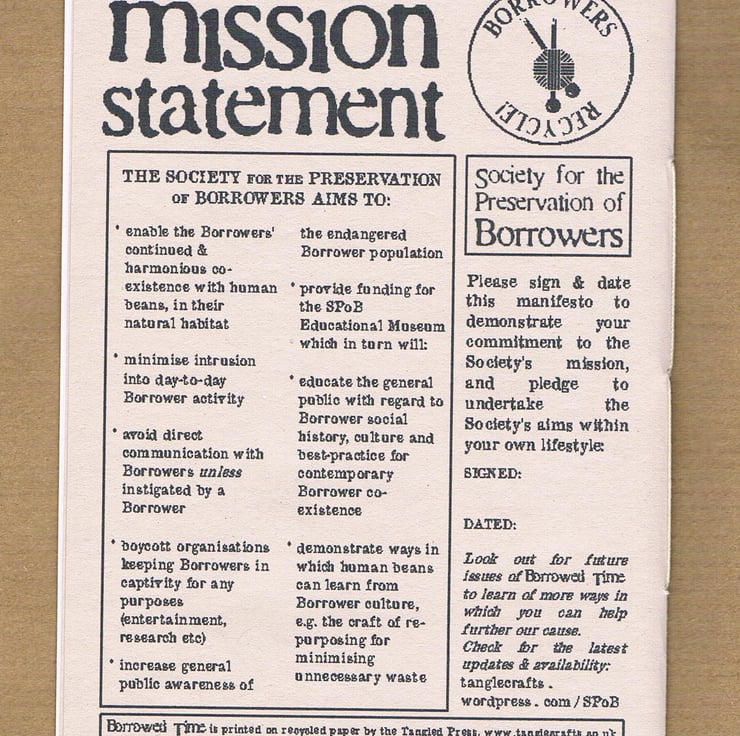 mission
statement
BORROWERS
RECYCLE!
THE SOCIETY FOR THE PRESERVATION
OF BORROWERS AIMS TO:
• enable the Borrowers'
continued &
harmonious co-
existence with human
beans, in their
natural habitat
• minimise intrusion
into day-to-day
Borrower activity
• avoid direct
communication with
Borrowers unless
instigated by a
Borrower
• boycott organisations
keeping Borrowers in
captivity for any
purposes
(entertainment,
research etc)
• increase general
public awareness of
the endangered
Borrower population
• provide funding for
the SPoB
Educational Museum
which in turn will:
• educate the general
public with regard to
Borrower social
history, culture and
best-practice for
contemporary
Borrower co-
existence
• demonstrate ways in
which human beans
can learn from
Borrower culture,
e.g. the craft of re-
purposing for
minimising
unnecessary waste
Society for the
Preservation of
Borrowers
Please sign & date
this manifesto to
demonstrate your
commitment to the
Society's mission,
and pledge to
undertake the
Society's aims within
your own lifestyle:
SIGNED:
DATED:
Look out for future
issues of Borrowed Time
to learn of more ways in
which you can help
further our cause.
Check for the latest
updates & availability:
tanglecrafts.
wordpress.com/SPoB
Borrowed Time is printed on recycled paper by the Tangled Press. www.tanglecrafts.co.uk